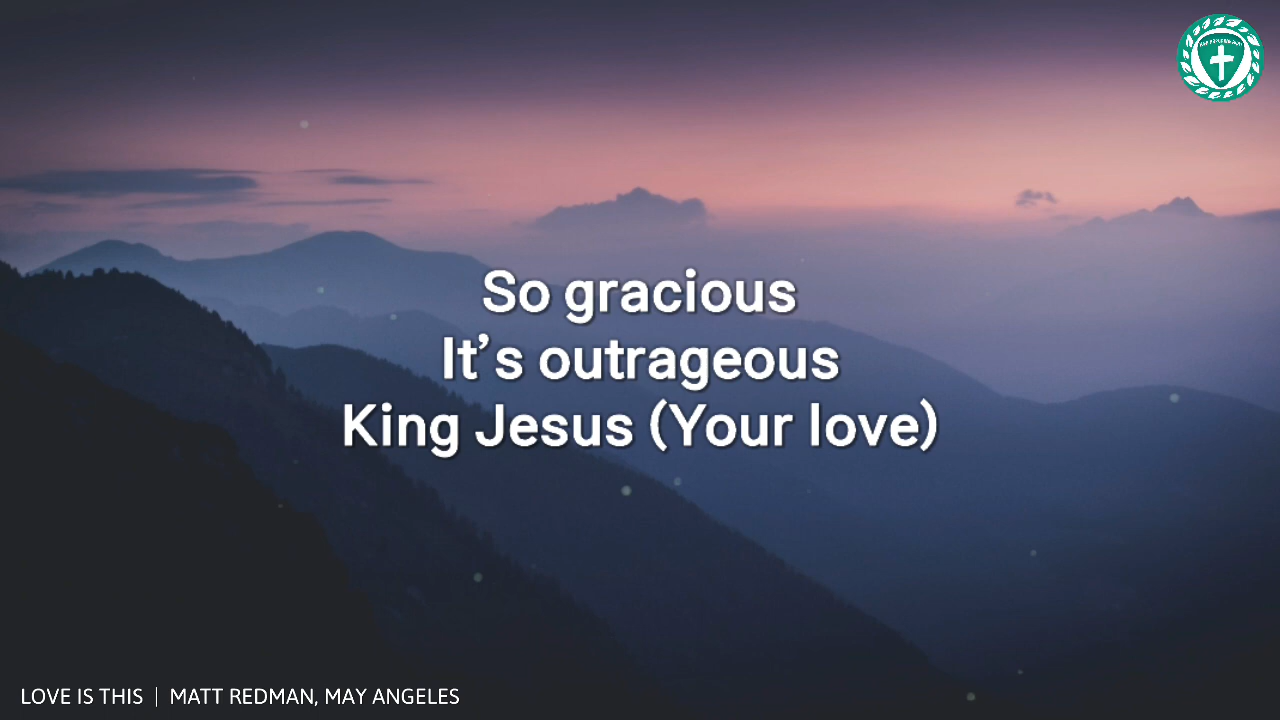 So gracious
It’s outrageous
King Jesus (Your love)
LOVE IS THIS | MATT REDMAN, MAY ANGELES